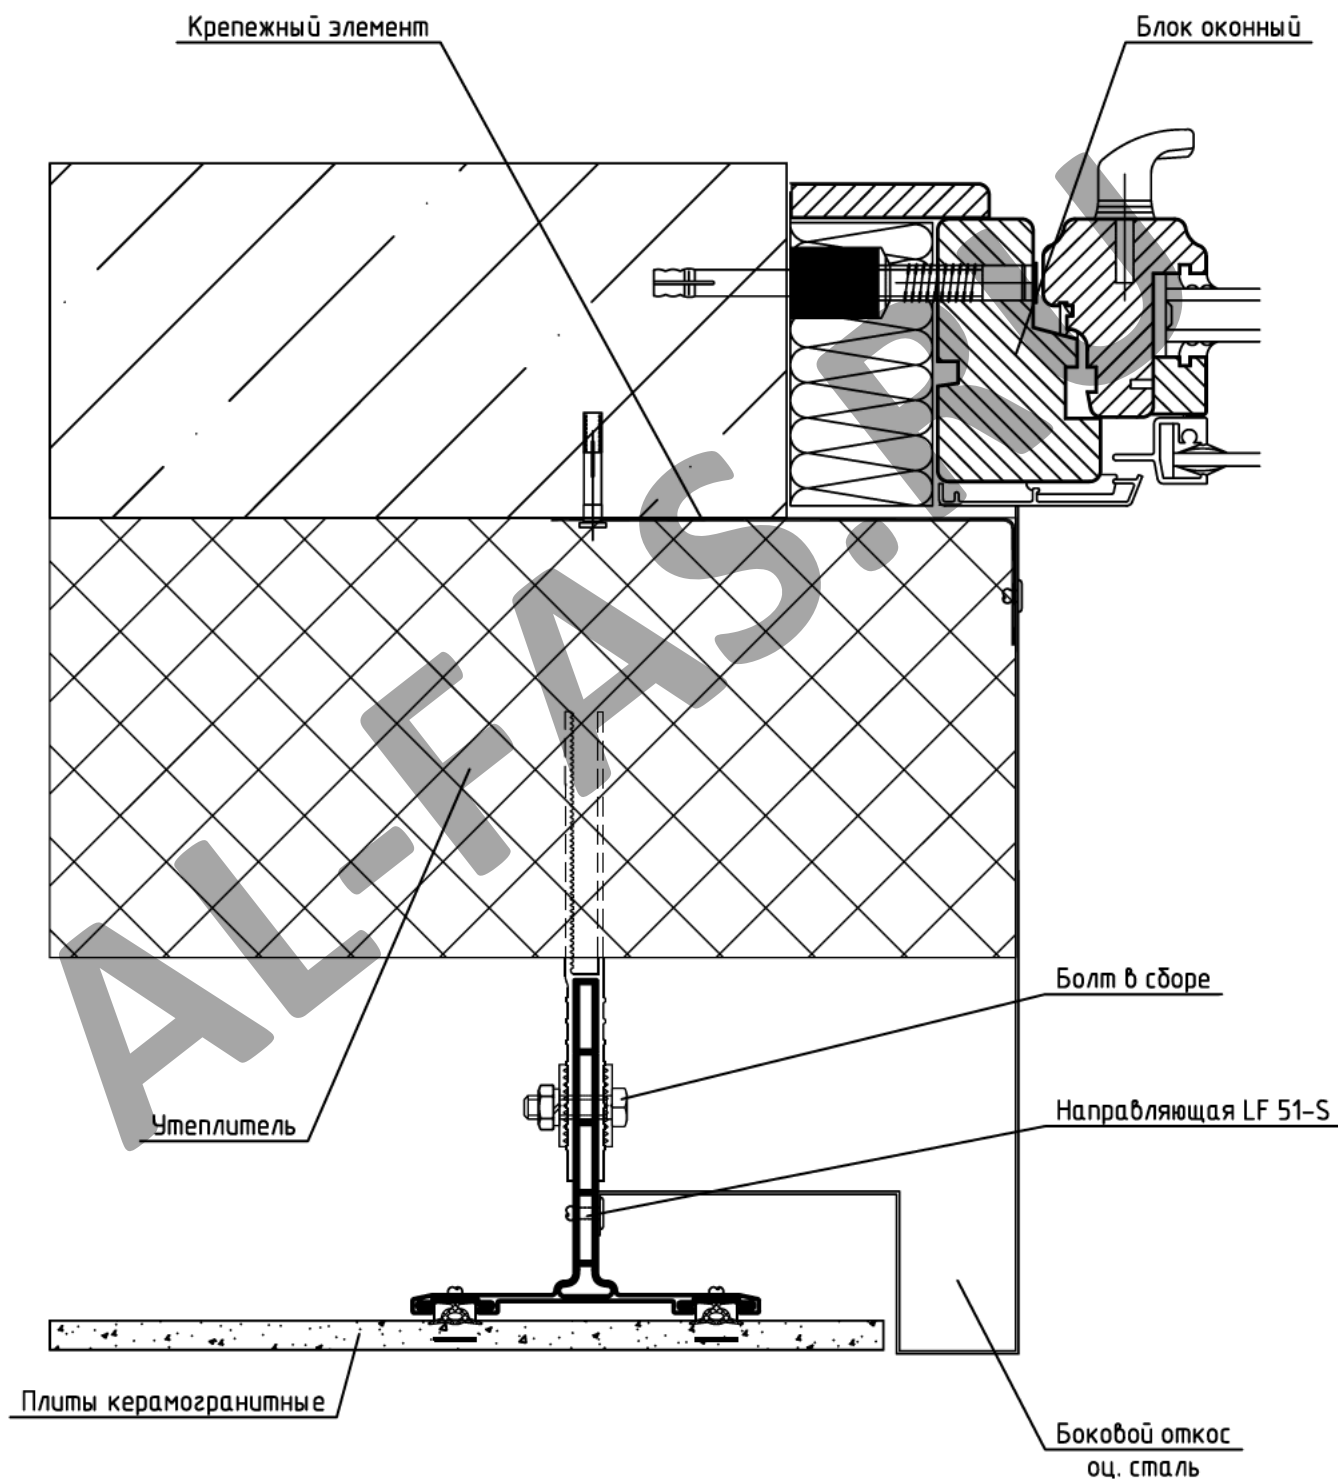 Крепежный элемент
Блок оконный
AL-FAS.RU
Болт в сборе
Направляющая LF 51-S
Утеплитель
Плиты керамогранитные
Боковой откос
оц. сталь